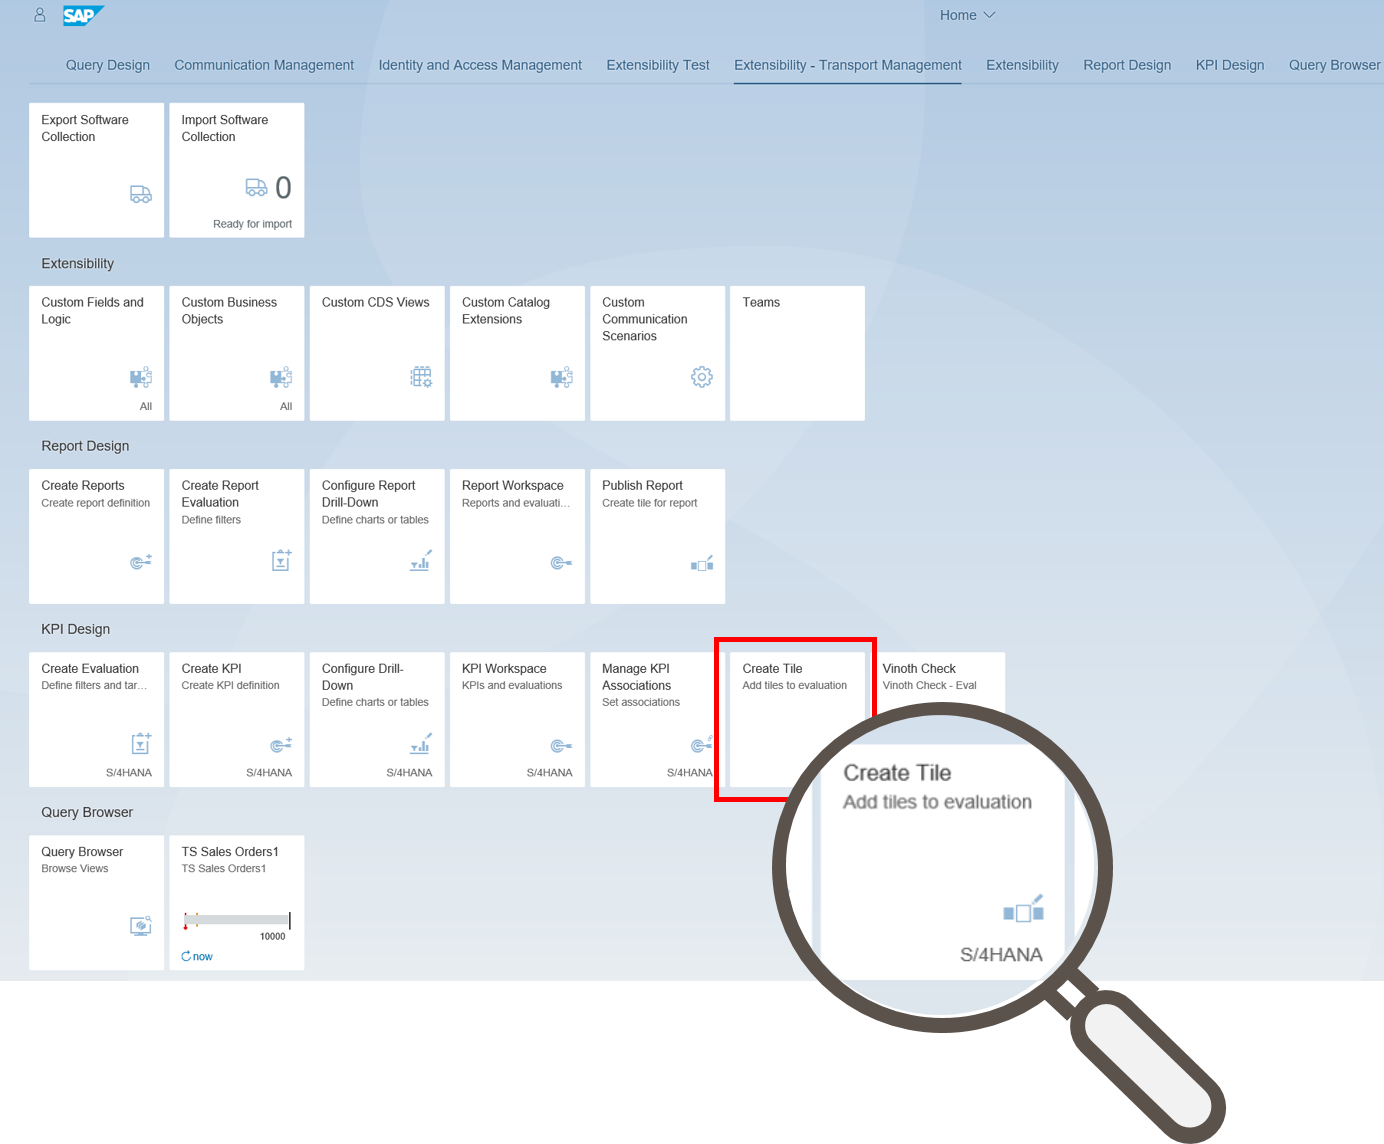 SAP
Home
Query Design
Communication Management
Identity and Access Management
Extensibility Test
Extensibility - Transport Management
Extensibility
Report Design
KPI Design
Query Browser
Export Software
Collection
Import Software
Collection
0
Ready for import
Extensibility
Custom Fields and
Logic
All
Custom Business
Objects
All
Custom CDS Views
Custom Catalog
Extensions
Custom
Communication
Scenarios
Teams
Report Design
Create Reports
Create report definition
Create Report
Evaluation
Define filters
Configure Report
Drill-Down
Define charts or tables
Report Workspace
Reports and evaluati...
Publish Report
Create tile for report
KPI Design
Create Evaluation
Define filters and tar...
S/4HANA
Create KPI
Create KPI definition
S/4HANA
Configure Drill-
Down
Define charts or tables
S/4HANA
KPI Workspace
KPIs and evaluations
S/4HANA
Manage KPI
Associations
Set associations
S/4HANA
Create Tile
Add tiles to evaluation
Vinoth Check
Vinoth Check - Eval
Create Tile
Add tiles to evaluation
S/4HANA
Query Browser
Query Browser
Browse Views
TS Sales Orders1
TS Sales Orders1
10000
now